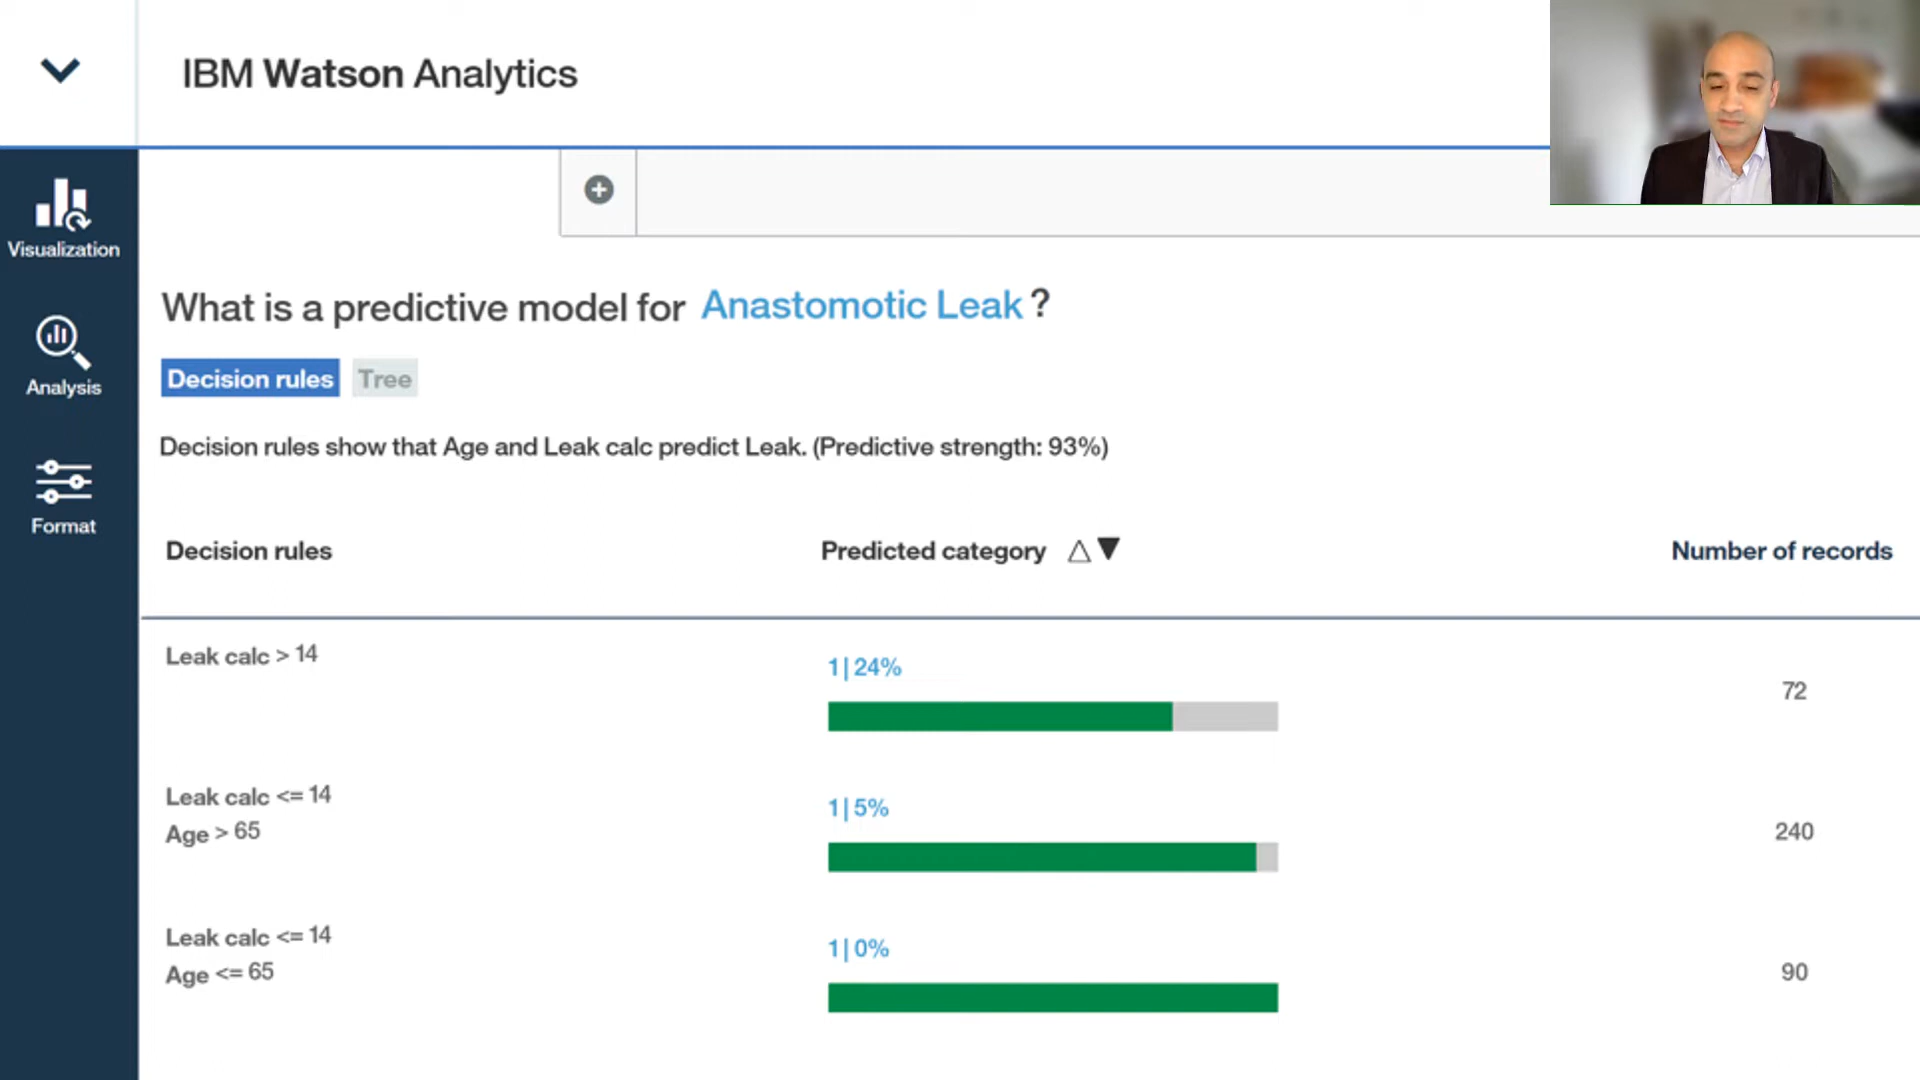 IBM Watson Analytics
Visualization
Analysis
Format
What is a predictive model for Anastomotic Leak ?
Decision rules Tree
Decision rules show that Age and Leak calc predict Leak. (Predictive strength: 93%)
Decision rules Predicted category △▼ Number of records
Leak calc > 14
1|24%
72
Leak calc <= 14
Age > 65
1|5%
240
Leak calc <= 14
Age <= 65
1|0%
90